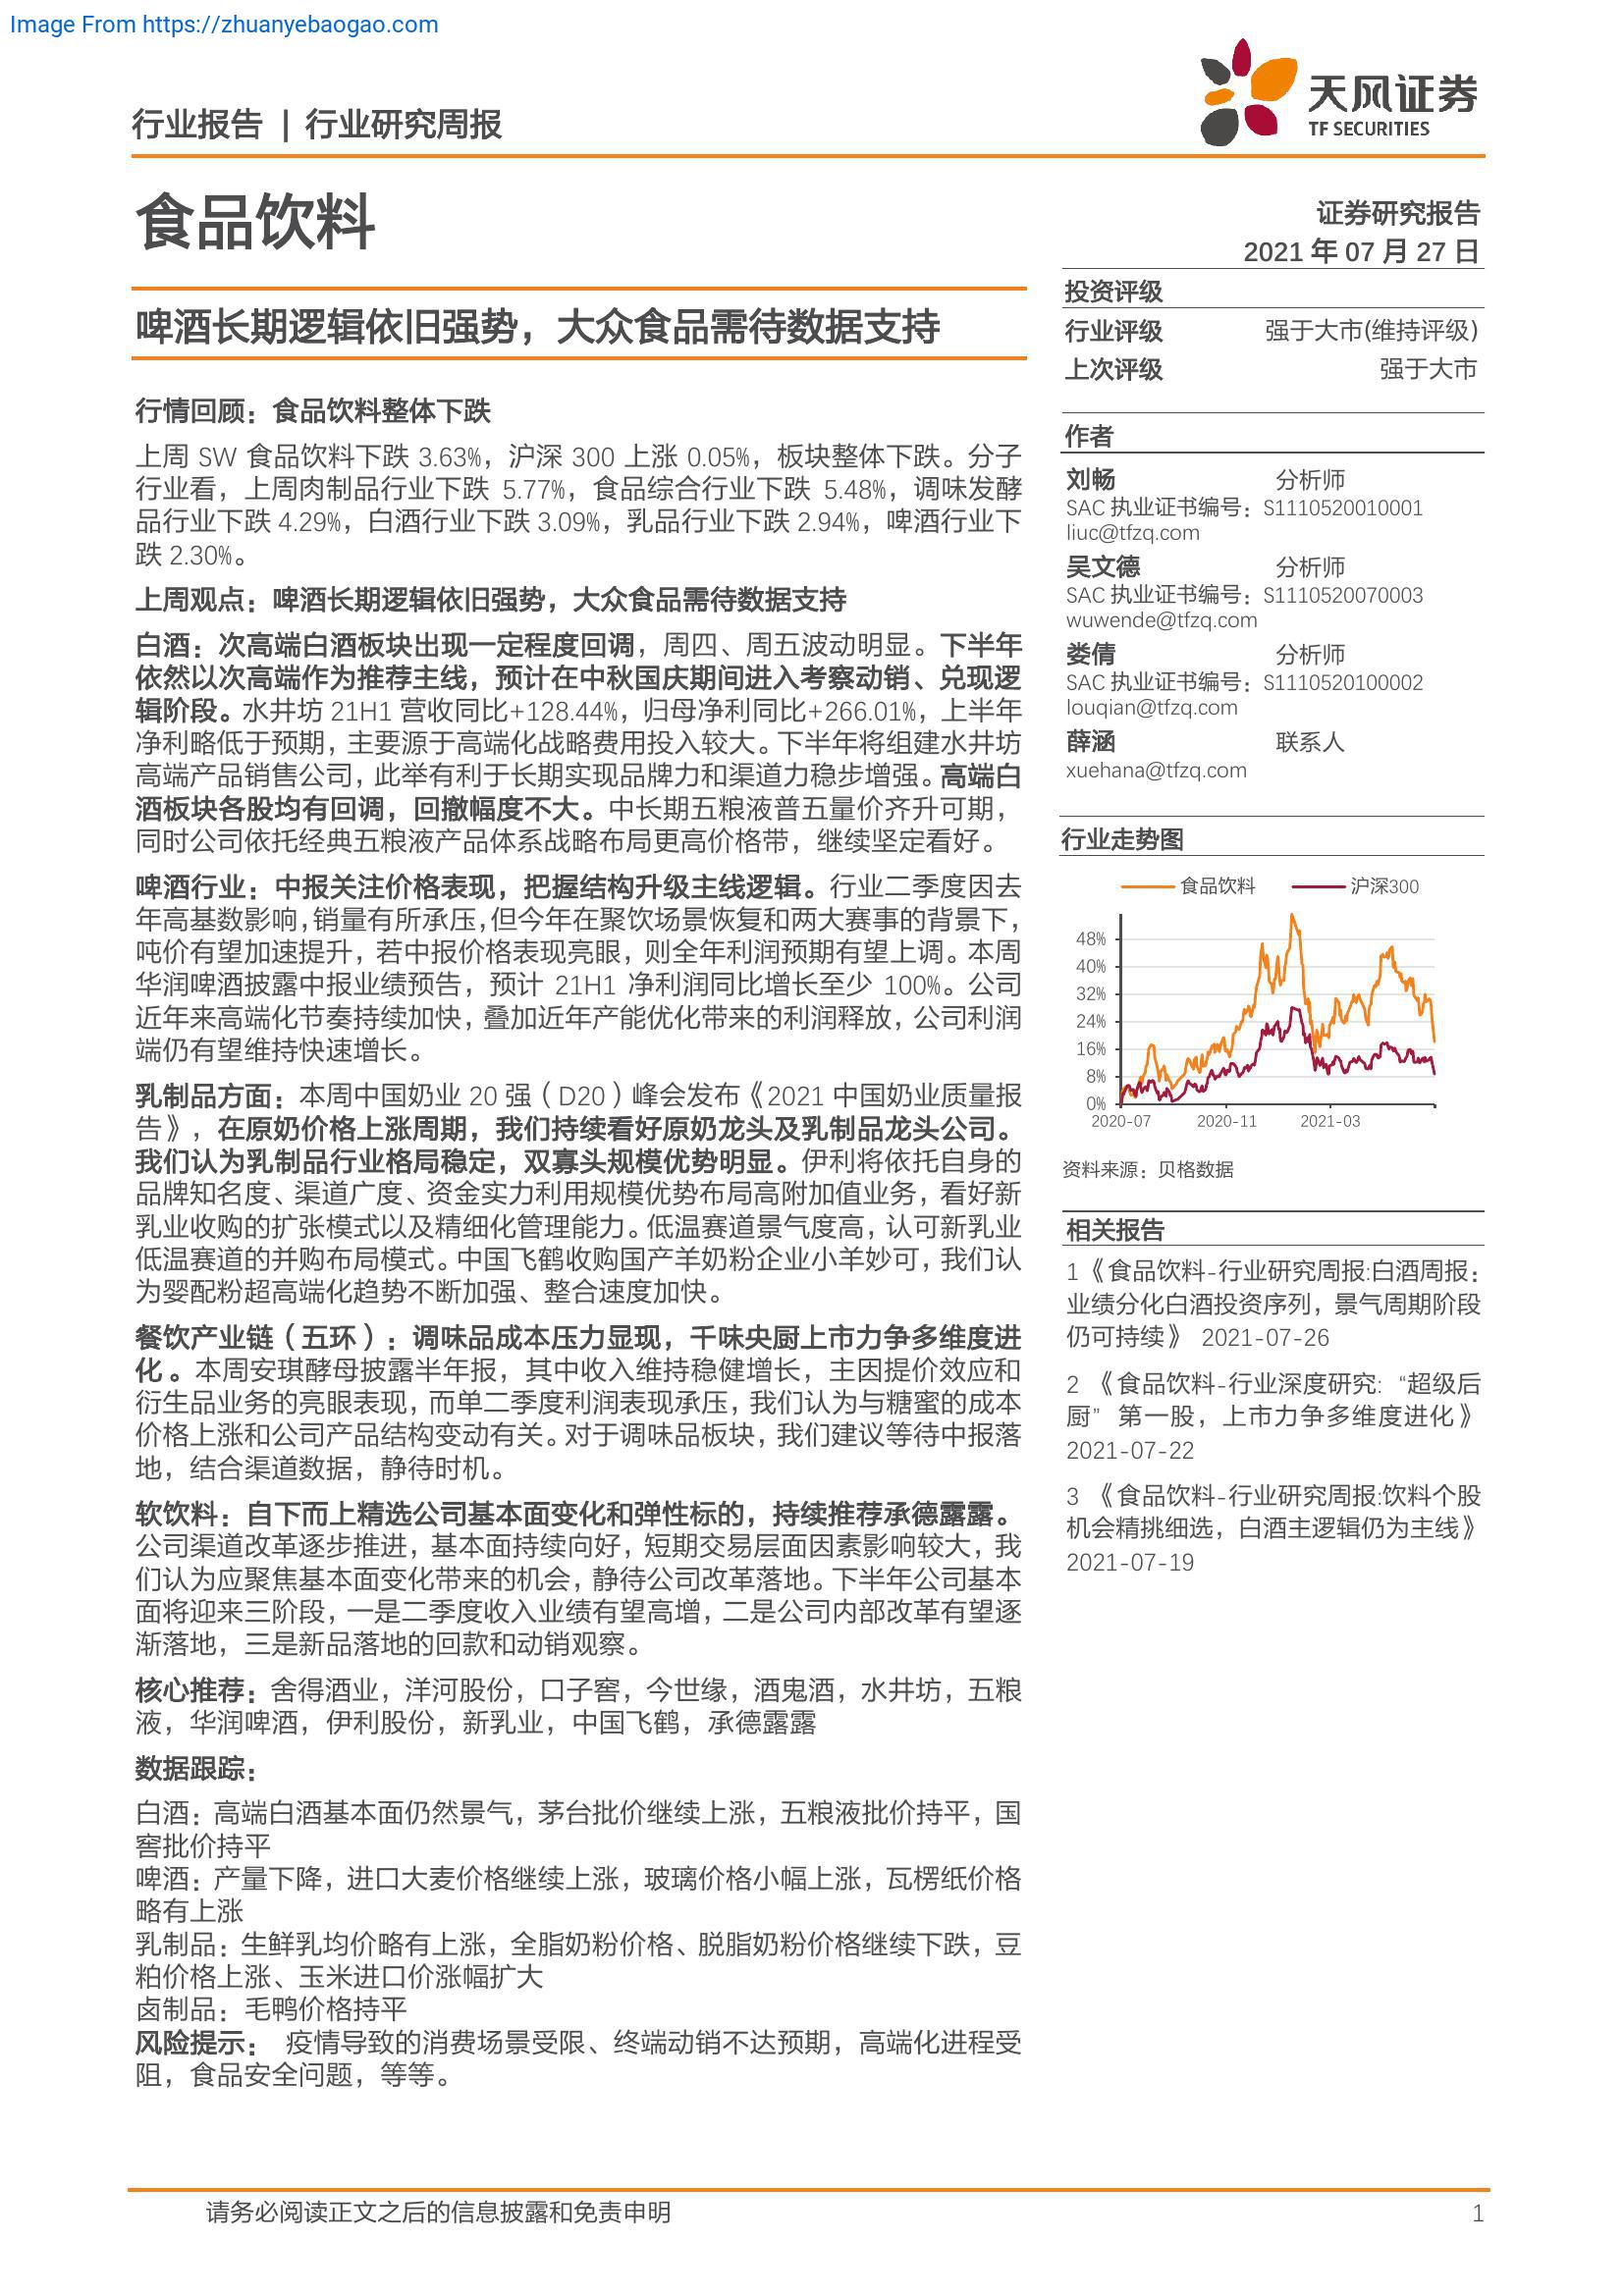 Image From https://zhuanyebaogao.com
行业报告 | 行业研究周报
天风证券
TF SECURITIES
食品饮料
证券研究报告
2021 年 07 月 27 日
啤酒长期逻辑依旧强势，大众食品需待数据支持
行情回顾：食品饮料整体下跌
上周 SW 食品饮料下跌 3.63%，沪深 300 上涨 0.05%，板块整体下跌。分子
行业看，上周肉制品行业下跌 5.77%，食品综合行业下跌 5.48%，调味发酵
品行业下跌 4.29%，白酒行业下跌 3.09%，乳品行业下跌 2.94%，啤酒行业下
跌 2.30%。
上周观点：啤酒长期逻辑依旧强势，大众食品需待数据支持
白酒：次高端白酒板块出现一定程度回调，周四、周五波动明显。下半年
依然以次高端作为推荐主线，预计在中秋国庆期间进入考察动销、兑现逻
辑阶段。水井坊 21H1 营收同比+128.44%，归母净利同比+266.01%，上半年
净利略低于预期，主要源于高端化战略费用投入较大。下半年将组建水井坊
高端产品销售公司，此举有利于长期实现品牌力和渠道力稳步增强。高端白
酒板块各股均有回调，回撤幅度不大。中长期五粮液普五量价齐升可期，
同时公司依托经典五粮液产品体系战略布局更高价格带，继续坚定看好。
啤酒行业：中报关注价格表现，把握结构升级主线逻辑。行业二季度因去
年高基数影响，销量有所承压，但今年在聚饮场景恢复和两大赛事的背景下，
吨价有望加速提升，若中报价格表现亮眼，则全年利润预期有望上调。本周
华润啤酒披露中报业绩预告，预计 21H1 净利润同比增长至少 100%。公司
近年来高端化节奏持续加快，叠加近年产能优化带来的利润释放，公司利润
端仍有望维持快速增长。
乳制品方面：本周中国奶业 20 强（D20）峰会发布《2021 中国奶业质量报
告》，在原奶价格上涨周期，我们持续看好原奶龙头及乳制品龙头公司。
我们认为乳制品行业格局稳定，双寡头规模优势明显。伊利将依托自身的
品牌知名度、渠道广度、资金实力利用规模优势布局高附加值业务，看好新
乳业收购的扩张模式以及精细化管理能力。低温赛道景气度高，认可新乳业
低温赛道的并购布局模式。中国飞鹤收购国产羊奶粉企业小羊妙可，我们认
为婴配粉超高端化趋势不断加强、整合速度加快。
餐饮产业链（五环）：调味品成本压力显现，千味央厨上市力争多维度进
化。本周安琪酵母披露半年报，其中收入维持稳健增长，主因提价效应和
衍生品业务的亮眼表现，而单二季度利润表现承压，我们认为与糖蜜的成本
价格上涨和公司产品结构变动有关。对于调味品板块，我们建议等待中报落
地，结合渠道数据，静待时机。
软饮料：自下而上精选公司基本面变化和弹性标的，持续推荐承德露露。
公司渠道改革逐步推进，基本面持续向好，短期交易层面因素影响较大，我
们认为应聚焦基本面变化带来的机会，静待公司改革落地。下半年公司基本
面将迎来三阶段，一是二季度收入业绩有望高增，二是公司内部改革有望逐
渐落地，三是新品落地的回款和动销观察。
核心推荐：舍得酒业，洋河股份，口子窖，今世缘，酒鬼酒，水井坊，五粮
液，华润啤酒，伊利股份，新乳业，中国飞鹤，承德露露
数据跟踪：
白酒：高端白酒基本面仍然景气，茅台批价继续上涨，五粮液批价持平，国
窖批价持平
啤酒：产量下降，进口大麦价格继续上涨，玻璃价格小幅上涨，瓦楞纸价格
略有上涨
乳制品：生鲜乳均价略有上涨，全脂奶粉价格、脱脂奶粉价格继续下跌，豆
粕价格上涨、玉米进口价涨幅扩大
卤制品：毛鸭价格持平
风险提示： 疫情导致的消费场景受限、终端动销不达预期，高端化进程受
阻，食品安全问题，等等。
投资评级
行业评级 强于大市(维持评级)
上次评级 强于大市
作者
刘畅 分析师
SAC 执业证书编号：S1110520010001
liuc@tfzq.com
吴文德 分析师
SAC 执业证书编号：S1110520070003
wuwende@tfzq.com
娄倩 分析师
SAC 执业证书编号：S1110520100002
louqian@tfzq.com
薛涵 联系人
xuehana@tfzq.com
行业走势图
食品饮料 沪深300
48%
40%
32%
24%
16%
8%
0%
2020-07 2020-11 2021-03
资料来源：贝格数据
相关报告
1 《食品饮料-行业研究周报:白酒周报：
业绩分化白酒投资序列，景气周期阶段
仍可持续》 2021-07-26
2 《食品饮料-行业深度研究:“超级后
厨”第一股，上市力争多维度进化》
2021-07-22
3 《食品饮料-行业研究周报:饮料个股
机会精挑细选，白酒主逻辑仍为主线》
2021-07-19
请务必阅读正文之后的信息披露和免责申明 1